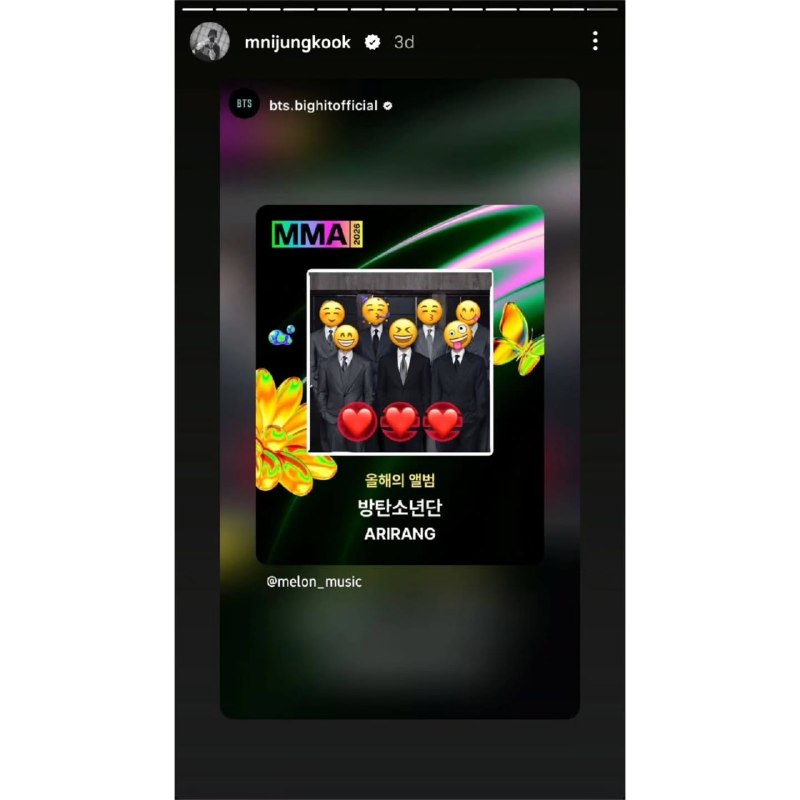 mnijungkook 3d
BTS bts.bighitofficial
MMA 2026
올해의 앨범
방탄소년단
ARIRANG
@melon_music